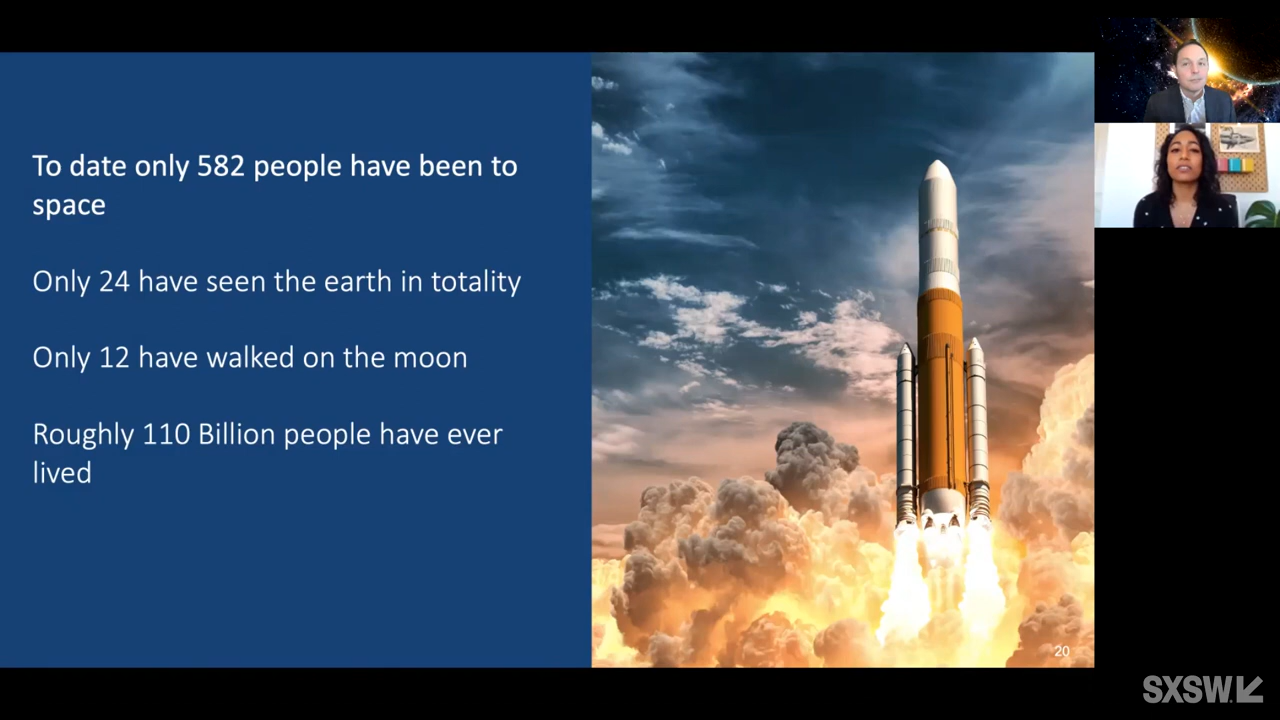 To date only 582 people have been to
space
Only 24 have seen the earth in totality
Only 12 have walked on the moon
Roughly 110 Billion people have ever
lived
20
SXSW